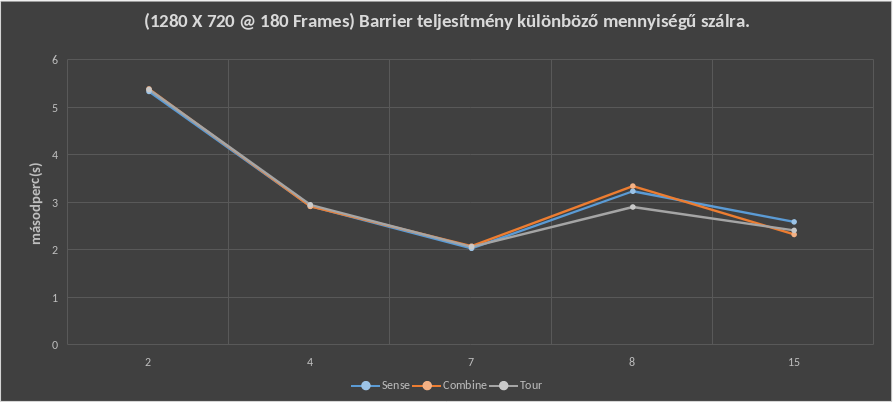 (1280 X 720 @ 180 Frames) Barrier teljesítmény különböző mennyiségű szálra.
6
5
4
3
2
1
0
másodperc(s)
2 4 7 8 15
Sense Combine Tour